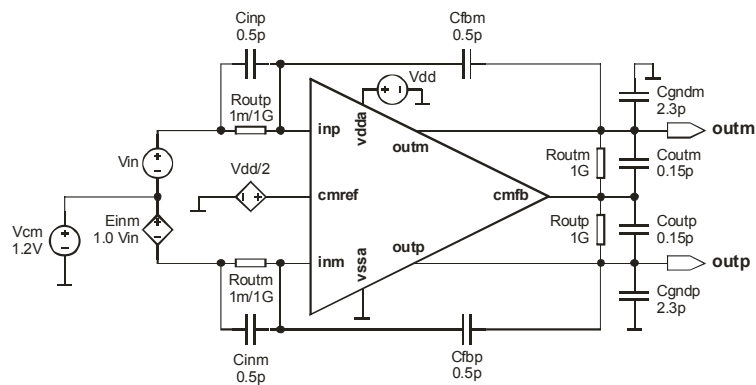 Cinp
0.5p
Cfbm
0.5p
Vdd
Cgndm
2.3p
Routp
1m/1G
inp
vdda
outm
outm
Vin
Routm
1G
Coutm
0.15p
Vdd/2
cmref
cmfb
Vcm
1.2V
Einm
1.0 Vin
Routp
1G
Coutp
0.15p
inm
vssa
outp
outp
Routm
1m/1G
Cgndp
2.3p
Cinm
0.5p
Cfbp
0.5p